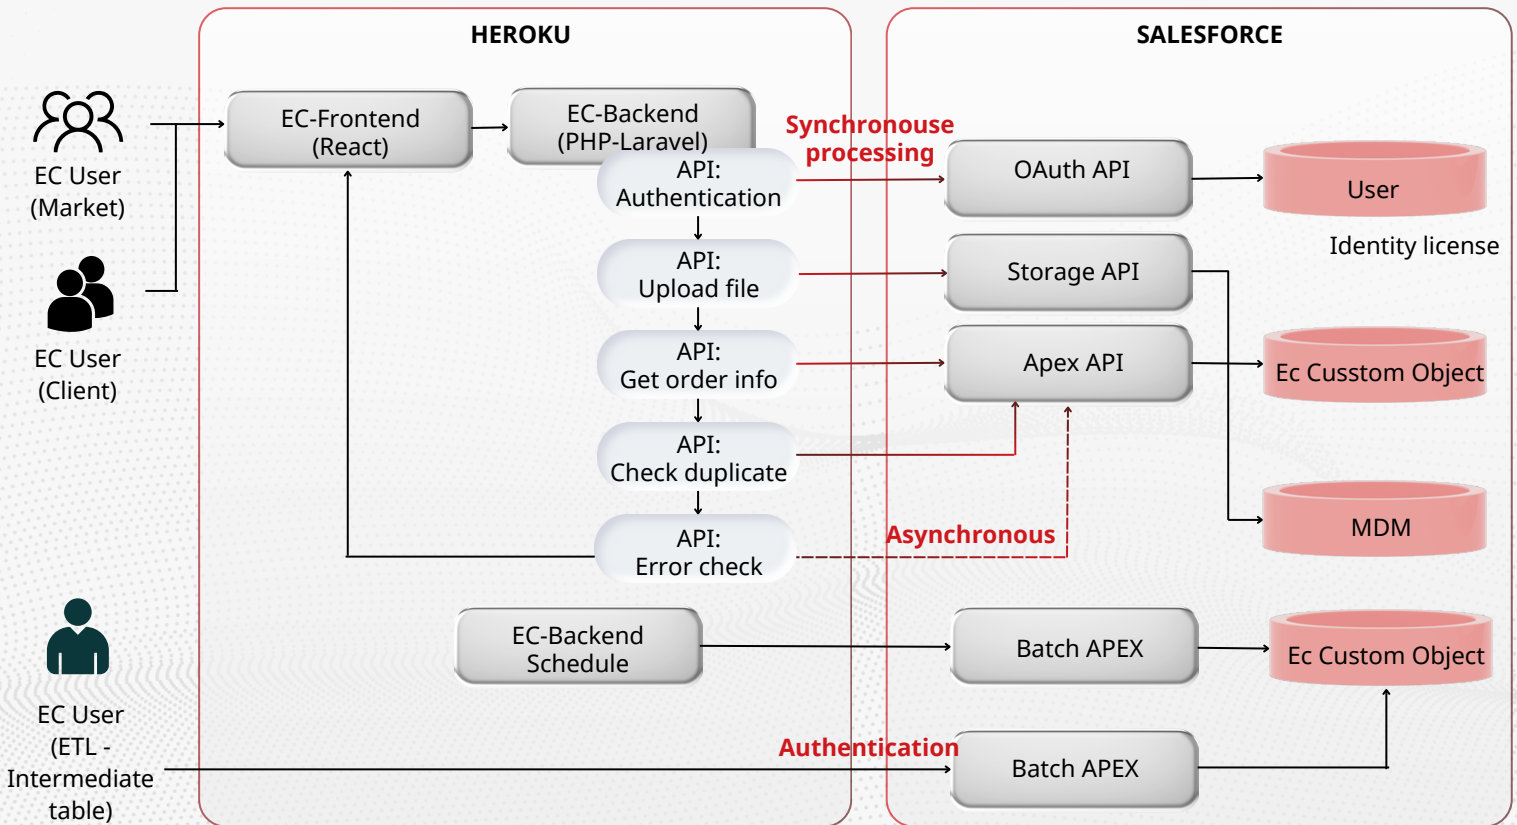 HEROKU
SALESFORCE
EC User
(Market)
EC User
(Client)
EC User
(ETL -
Intermediate
table)
EC-Frontend
(React)
EC-Backend
(PHP-Laravel)
API:
Authentication
API:
Upload file
API:
Get order info
API:
Check duplicate
API:
Error check
EC-Backend
Schedule
Synchronouse
processing
Asynchronous
Authentication
OAuth API
Storage API
Apex API
Batch APEX
Batch APEX
User
Identity license
Ec Cusstom Object
MDM
Ec Custom Object